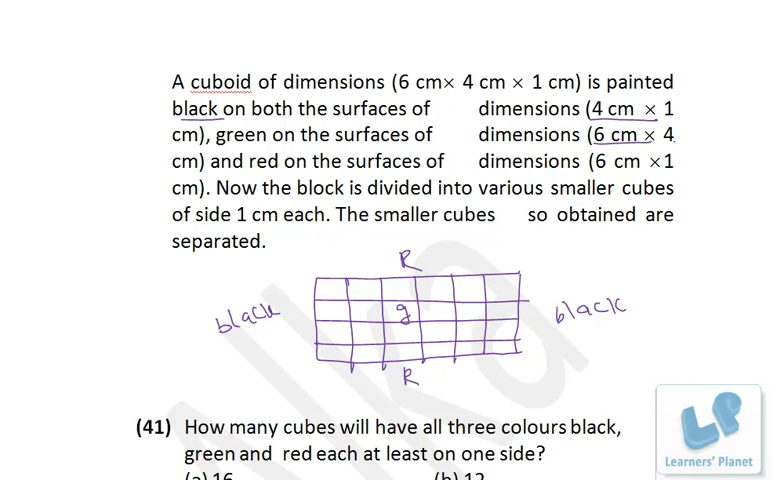 A cuboid of dimensions (6 cm× 4 cm × 1 cm) is painted
black on both the surfaces of dimensions (4 cm × 1
cm), green on the surfaces of dimensions (6 cm × 4
cm) and red on the surfaces of dimensions (6 cm ×1
cm). Now the block is divided into various smaller cubes
of side 1 cm each. The smaller cubes so obtained are
separated.
R
black g black
R
Alka
(41) How many cubes will have all three colours black,
green and red each at least on one side?
(a) 16 (b) 12
LP
Learners' Planet